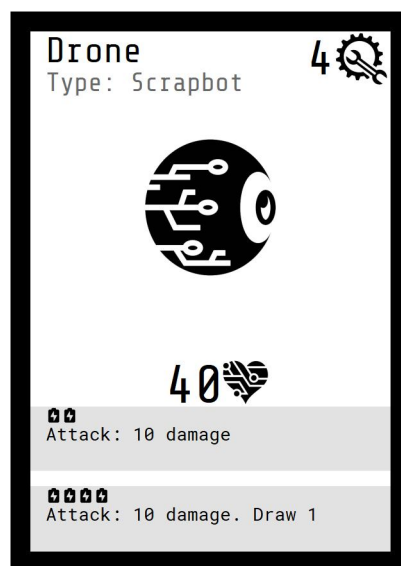 Drone
4
Type: Scrapbot
40
Attack: 10 damage
Attack: 10 damage. Draw 1